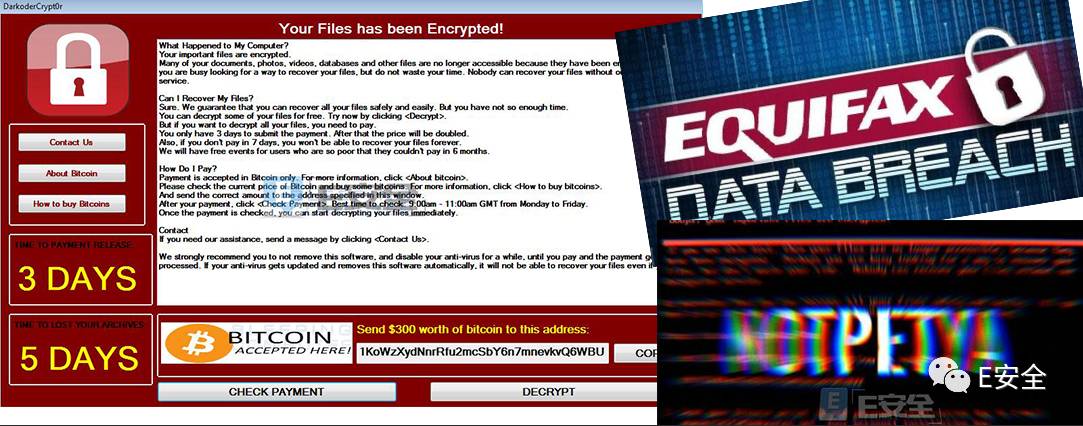 DarkoderCrypt0r
Your Files has been Encrypted!
What Happened to My Computer?
Your important files are encrypted.
Many of your documents, photos, videos, databases and other files are no longer accessible because they have been
you are busy looking for a way to recover your files, but do not waste your time. Nobody can recover your files without
service.
Can I Recover My Files?
Sure. We guarantee that you can recover all your files safely and easily. But you have not so enough time.
You can decrypt some of your files for free. Try now by clicking <Decrypt>.
But if you want to decrypt all your files, you need to pay.
You only have 3 days to submit the payment. After that the price will be doubled.
Also, if you don't pay in 7 days, you won't be able to recover your files forever.
We will have free events for users who are so poor that they couldn't pay in 6 months.
How Do I Pay?
Payment is accepted in Bitcoin only. For more information, click <About bitcoin>.
Please check the current price of Bitcoin and buy some bitcoins. For more information, click <How to buy bitcoins>.
And send the correct amount to the address specified in this window.
After your payment, click <Check Payment>. Best time to check: 9:00am - 11:00am GMT from Monday to Friday.
Once the payment is checked, you can start decrypting your files immediately.
Contact
If you need our assistance, send a message by clicking <Contact Us>.
We strongly recommend you to not remove this software, and disable your anti-virus for a while, until you pay and the payment
processed. If your anti-virus gets updated and removes this software automatically, it will not be able to recover your files even
Contact Us
About Bitcoin
How to buy Bitcoins
TIME TO PAYMENT RELEASE:
3 DAYS
TIME TO LOST YOUR ARCHIVES
5 DAYS
BITCOIN
ACCEPTED HERE!
Send $300 worth of bitcoin to this address:
1KoWzXydNnrRfu2mcSbY6n7mnevkvQ6WBU
CHECK PAYMENT
DECRYPT
E安全
EQUIFAX
DATA BREACH
NOTPETYA
E安全
E安全